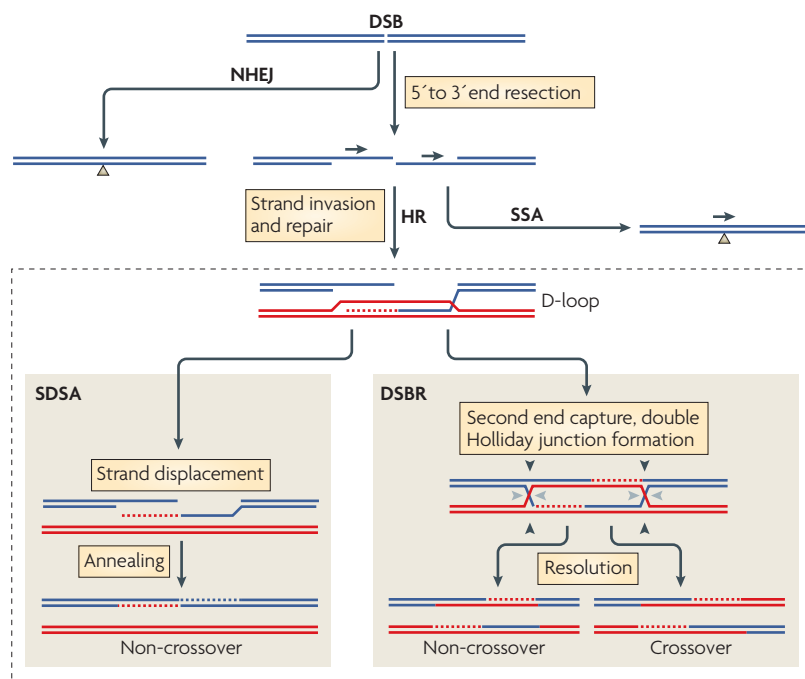 DSB
NHEJ
5´ to 3´ end resection
Strand invasion
and repair
HR
SSA
D-loop
SDSA
DSBR
Strand displacement
Second end capture, double
Holliday junction formation
Annealing
Resolution
Non-crossover
Non-crossover
Crossover